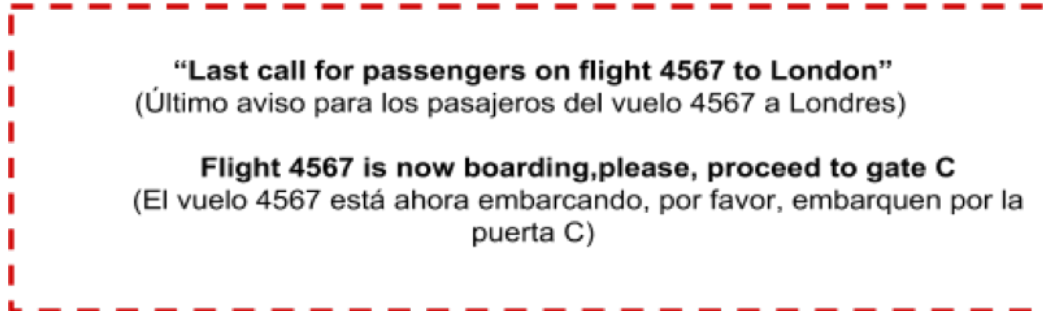 “Last call for passengers on flight 4567 to London”
(Último aviso para los pasajeros del vuelo 4567 a Londres)
Flight 4567 is now boarding,please, proceed to gate C
(El vuelo 4567 está ahora embarcando, por favor, embarquen por la
puerta C)